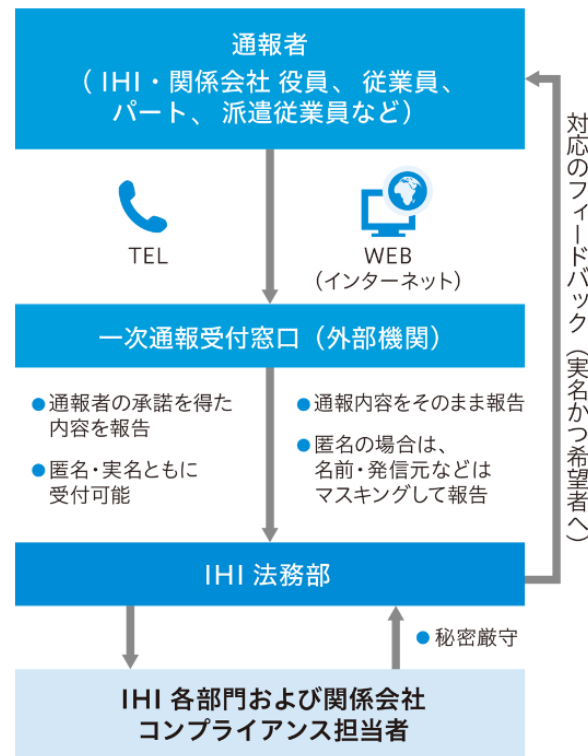 通報者
（ IHI・関係会社 役員、 従業員、
パート、 派遣従業員など）
TEL
WEB
（インターネット）
一次通報受付窓口（外部機関）
●通報者の承諾を得た
内容を報告
●匿名・実名ともに
受付可能
●通報内容をそのまま報告
●匿名の場合は、
名前・発信元などは
マスキングして報告
対応のフィードバック（実名かつ希望者へ）
IHI 法務部
●秘密厳守
IHI 各部門および関係会社
コンプライアンス担当者